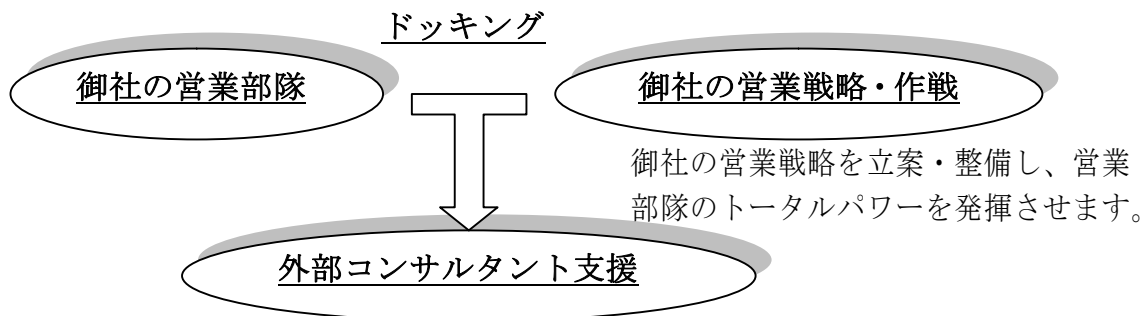 ドッキング
御社の営業部隊
御社の営業戦略・作戦
御社の営業戦略を立案・整備し、営業
部隊のトータルパワーを発揮させます。
外部コンサルタント支援